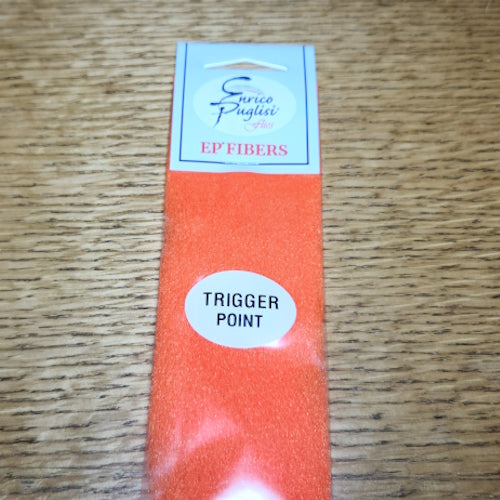 Enrico
Puglisi®
Flies
EP® FIBERS
TRIGGER
POINT